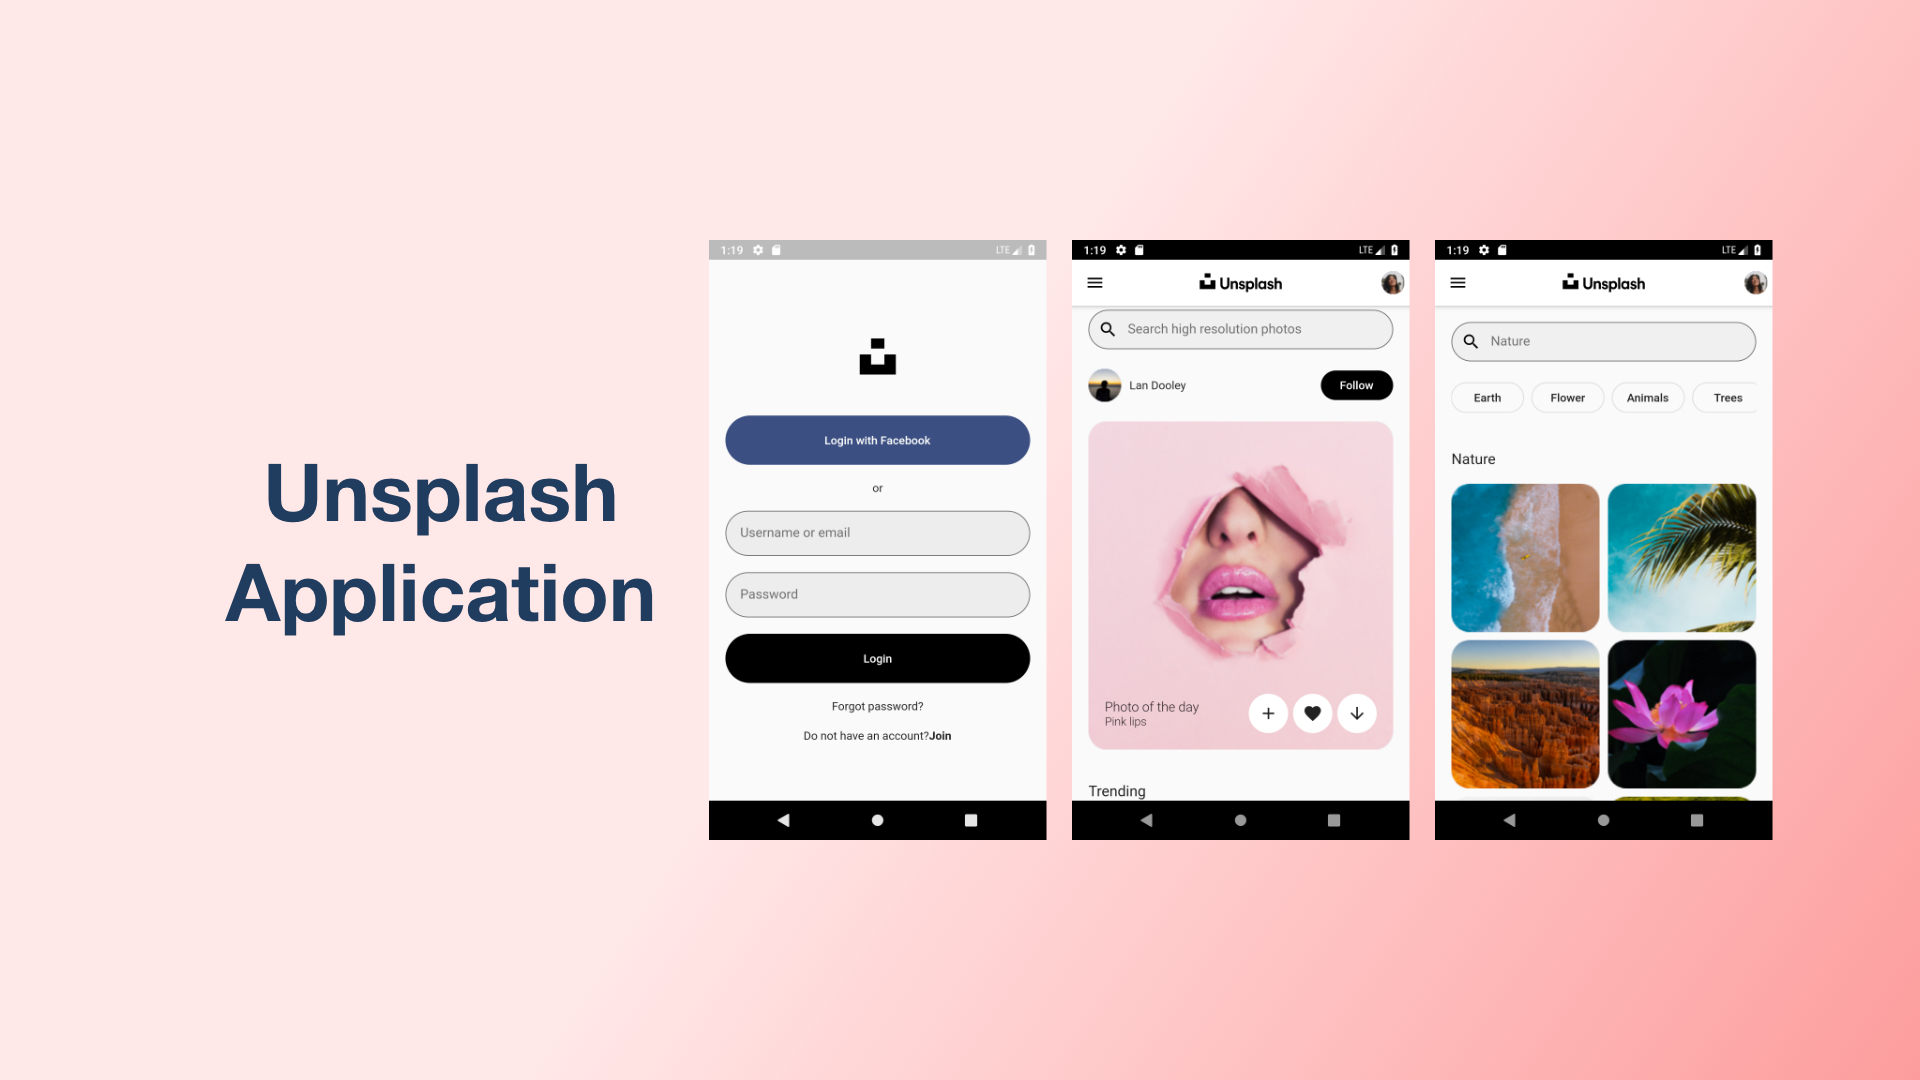 Unsplash
Application
1:19
LTE
Login with Facebook
or
Username or email
Password
Login
Forgot password?
Do not have an account?Join
1:19
LTE
Unsplash
Search high resolution photos
Lan Dooley
Follow
Photo of the day
Pink lips
Trending
1:19
LTE
Unsplash
Nature
Earth
Flower
Animals
Trees
Nature